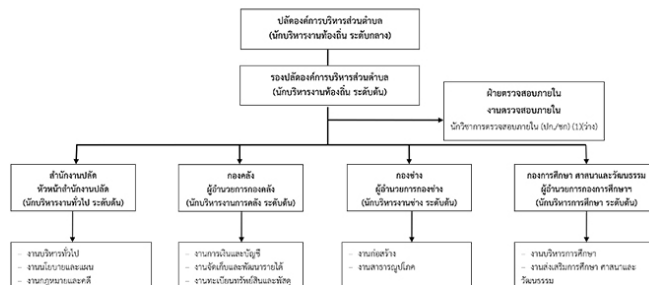 ปลัดองค์การบริหารส่วนตำบล
(นักบริหารงานท้องถิ่น ระดับกลาง)
รองปลัดองค์การบริหารส่วนตำบล
(นักบริหารงานท้องถิ่น ระดับต้น)
ฝ่ายตรวจสอบภายใน
งานตรวจสอบภายใน
นักวิชาการตรวจสอบภายใน (ปก./ชก) (1)(ว่าง)
สำนักงานปลัด
หัวหน้าสำนักงานปลัด
(นักบริหารงานทั่วไป ระดับต้น)
กองคลัง
ผู้อำนวยการกองคลัง
(นักบริหารงานการคลัง ระดับต้น)
กองช่าง
ผู้อำนวยการกองช่าง
(นักบริหารงานช่าง ระดับต้น)
กองการศึกษา ศาสนาและวัฒนธรรม
ผู้อำนวยการกองการศึกษาฯ
(นักบริหารการศึกษา ระดับต้น)
- งานบริหารทั่วไป
- งานนโยบายและแผน
- งานกฎหมายและคดี
- งานการเงินและบัญชี
- งานจัดเก็บและพัฒนารายได้
- งานทะเบียนทรัพย์สินและพัสดุ
- งานก่อสร้าง
- งานสาธารณูปโภค
- งานบริหารการศึกษา
- งานส่งเสริมการศึกษา ศาสนาและ
วัฒนธรรม